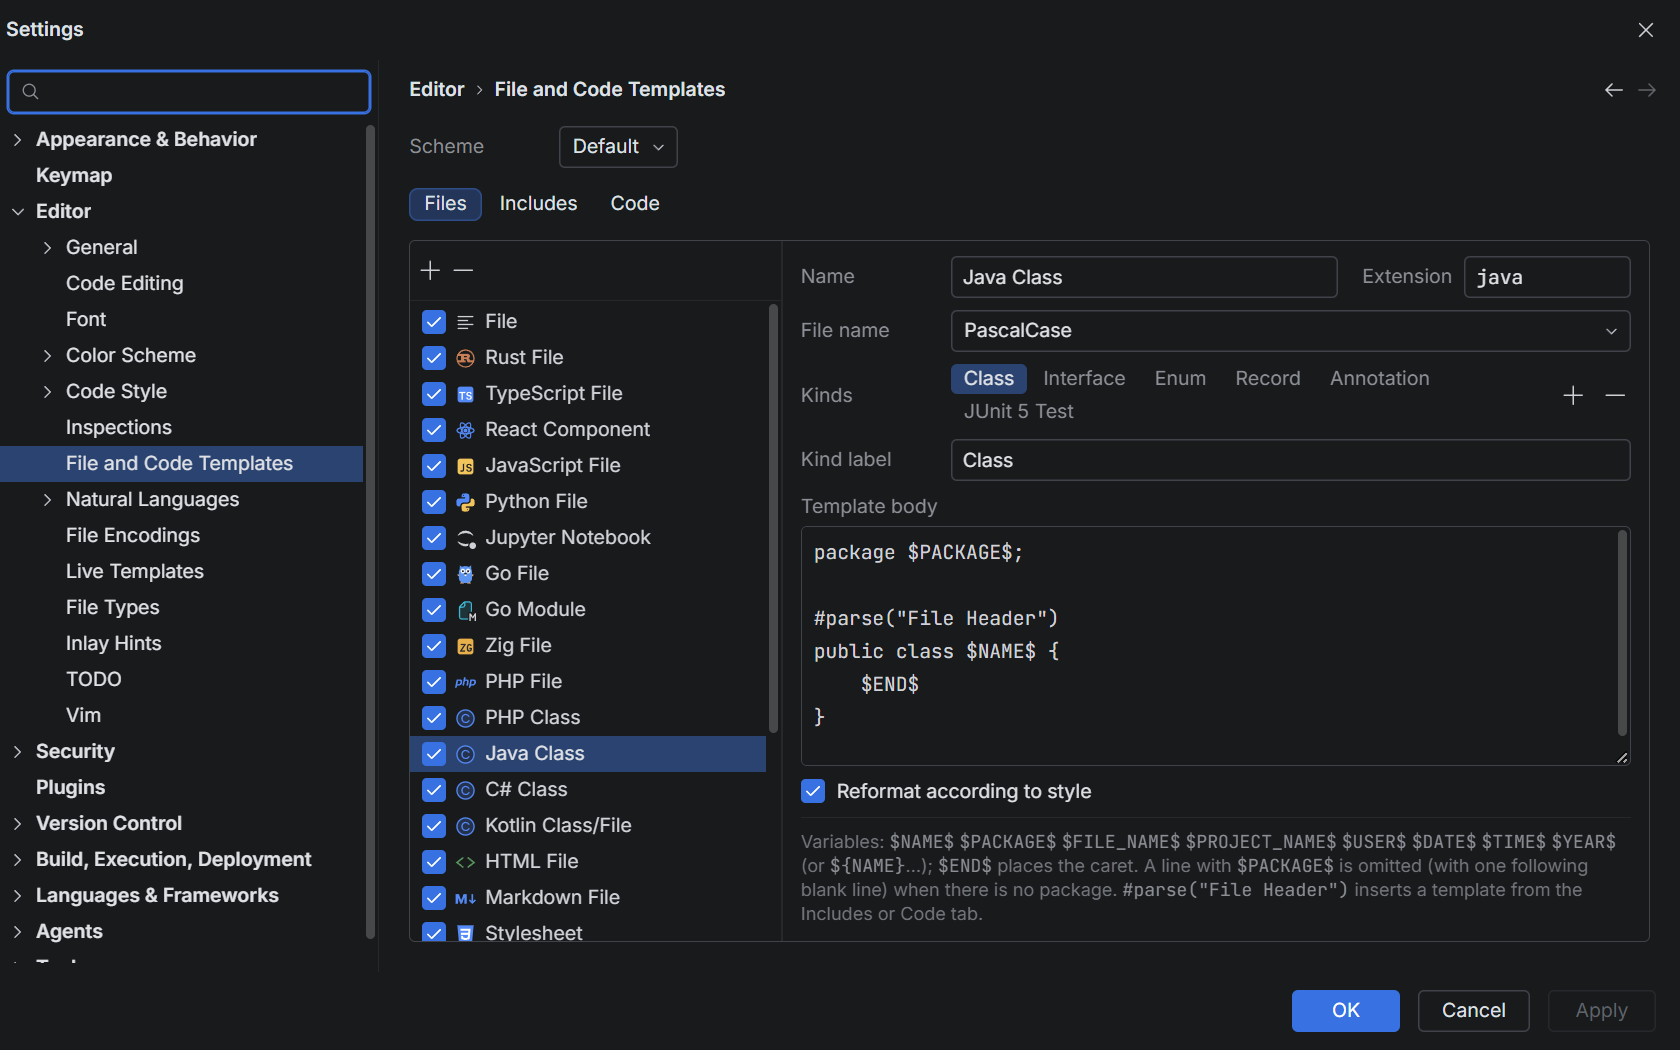 Settings
Appearance & Behavior
Keymap
Editor
General
Code Editing
Font
Color Scheme
Code Style
Inspections
File and Code Templates
Natural Languages
File Encodings
Live Templates
File Types
Inlay Hints
TODO
Vim
Security
Plugins
Version Control
Build, Execution, Deployment
Languages & Frameworks
Agents
Editor › File and Code Templates
Scheme Default
Files Includes Code
File
Rust File
TS TypeScript File
React Component
JS JavaScript File
Python File
Jupyter Notebook
Go File
M Go Module
ZG Zig File
php PHP File
C PHP Class
C Java Class
C C# Class
C Kotlin Class/File
<> HTML File
M↓ Markdown File
Stylesheet
Name Java Class Extension java
File name PascalCase
Kinds Class Interface Enum Record Annotation
JUnit 5 Test
Kind label Class
Template body
package $PACKAGE$;
#parse("File Header")
public class $NAME$ {
$END$
}
Reformat according to style
Variables: $NAME$ $PACKAGE$ $FILE_NAME$ $PROJECT_NAME$ $USER$ $DATE$ $TIME$ $YEAR$
(or ${NAME}…); $END$ places the caret. A line with $PACKAGE$ is omitted (with one following
blank line) when there is no package. #parse("File Header") inserts a template from the
Includes or Code tab.
OK Cancel Apply